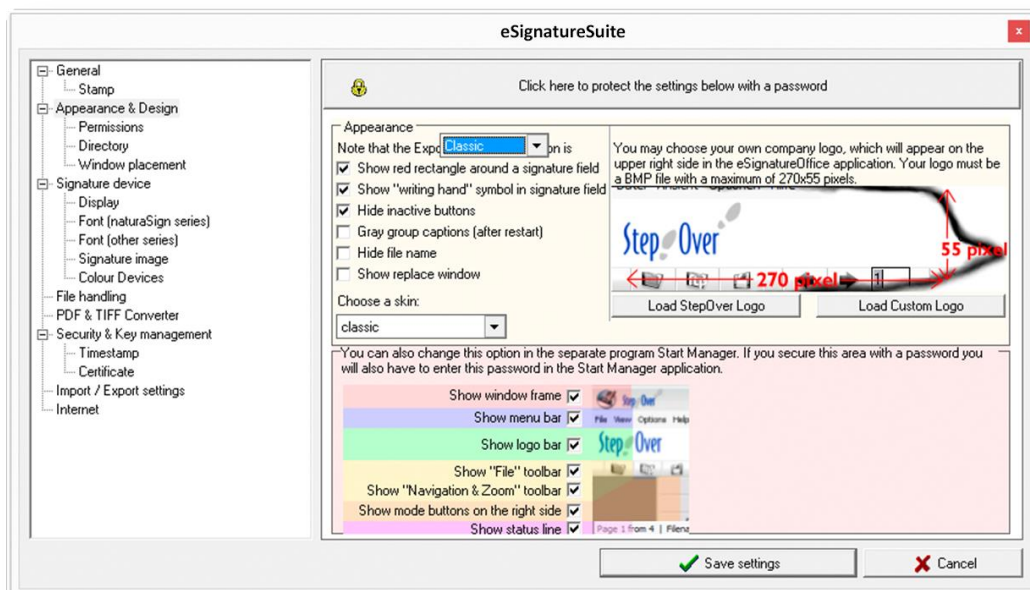 eSignatureSuite
x
General
Stamp
Appearance & Design
Permissions
Directory
Window placement
Signature device
Display
Font (naturaSign series)
Font (other series)
Signature image
Colour Devices
File handling
PDF & TIFF Converter
Security & Key management
Timestamp
Certificate
Import / Export settings
Internet
Click here to protect the settings below with a password
Appearance
Note that the Expo Classic on is
Show red rectangle around a signature field
Show "writing hand" symbol in signature field
Hide inactive buttons
Gray group captions (after restart)
Hide file name
Show replace window
Choose a skin:
classic
You may choose your own company logo, which will appear on the
upper right side in the eSignatureOffice application. Your logo must be
a BMP file with a maximum of 270x55 pixels.
Step Over
55 pixel
270 pixel
1
Load StepOver Logo
Load Custom Logo
You can also change this option in the separate program Start Manager. If you secure this area with a password you
will also have to enter this password in the Start Manager application.
Show window frame
Show menu bar
Show logo bar
Show "File" toolbar
Show "Navigation & Zoom" toolbar
Show mode buttons on the right side
Show status line
Step Over
File View Options Help
Step Over
Page 1 from 4 | Filena
Save settings
Cancel